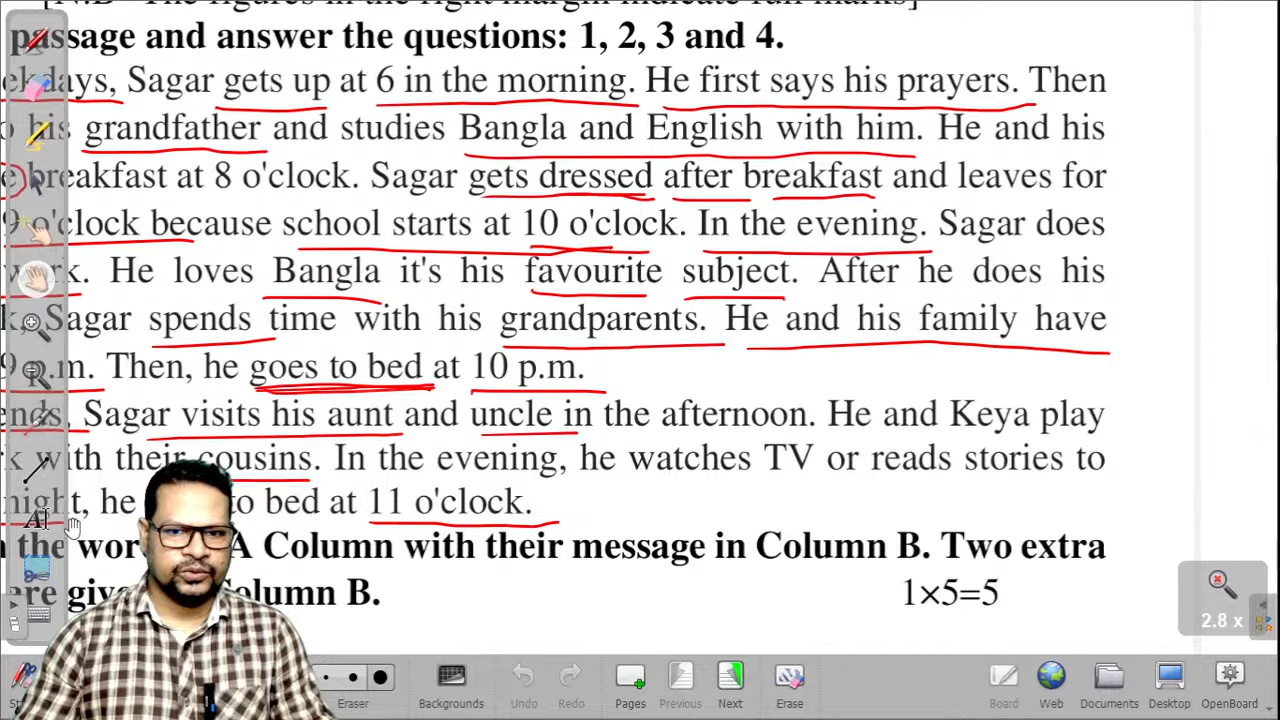 [N.B- The figures in the right margin indicate full marks]
passage and answer the questions: 1, 2, 3 and 4.
ekdays, Sagar gets up at 6 in the morning. He first says his prayers. Then
o his grandfather and studies Bangla and English with him. He and his
e breakfast at 8 o'clock. Sagar gets dressed after breakfast and leaves for
9 o'clock because school starts at 10 o'clock. In the evening. Sagar does
rk. He loves Bangla it's his favourite subject. After he does his
k, Sagar spends time with his grandparents. He and his family have
9 p.m. Then, he goes to bed at 10 p.m.
ends, Sagar visits his aunt and uncle in the afternoon. He and Keya play
rk with their cousins. In the evening, he watches TV or reads stories to
night, he to bed at 11 o'clock.
the wor A Column with their message in Column B. Two extra
are give Column B.
1×5=5
2.8 x
Eraser
Backgrounds
Undo
Redo
Pages
Previous
Next
Erase
Board
Web
Documents
Desktop
OpenBoard